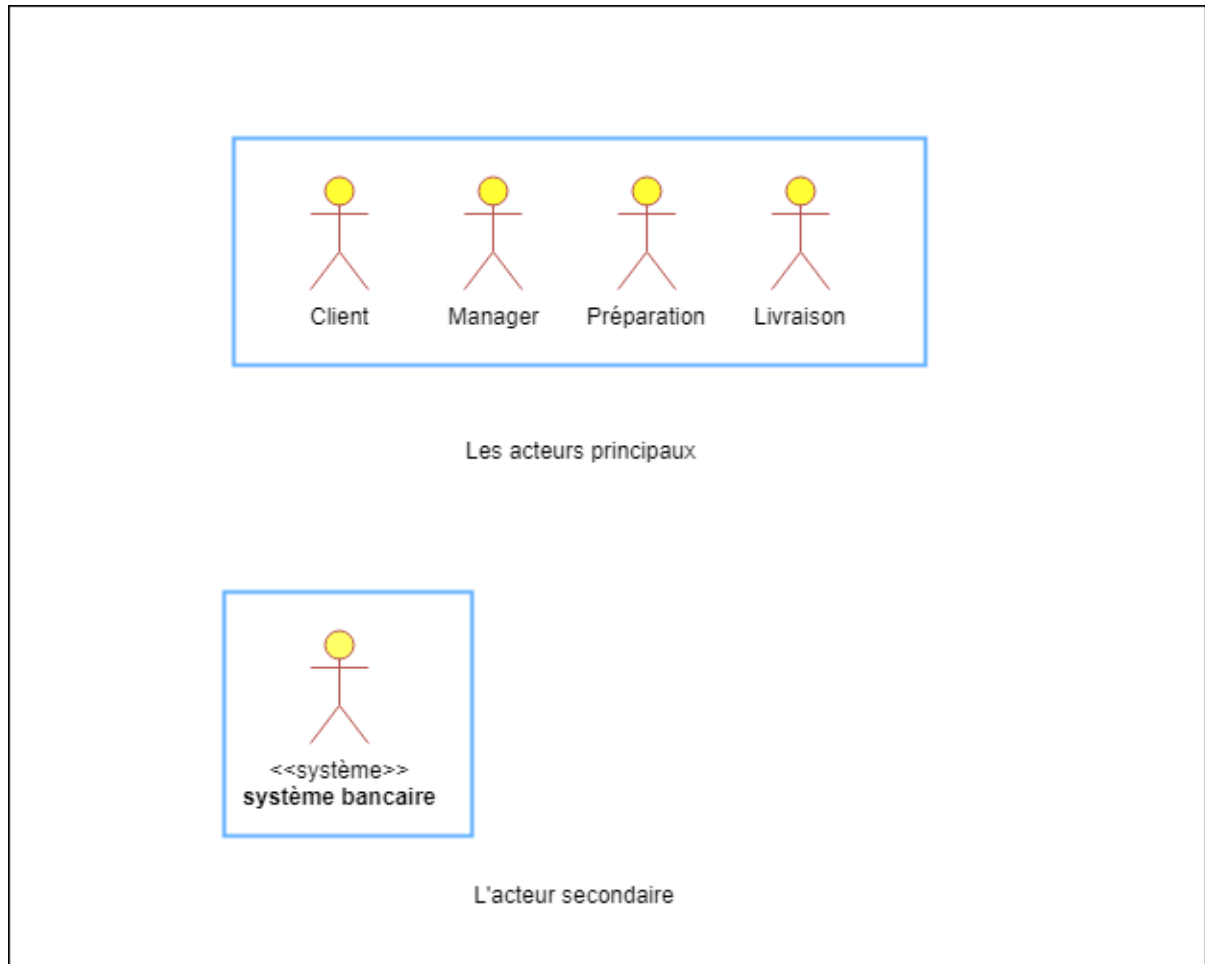 Client Manager Préparation Livraison
Les acteurs principaux
<<système>>
système bancaire
L'acteur secondaire